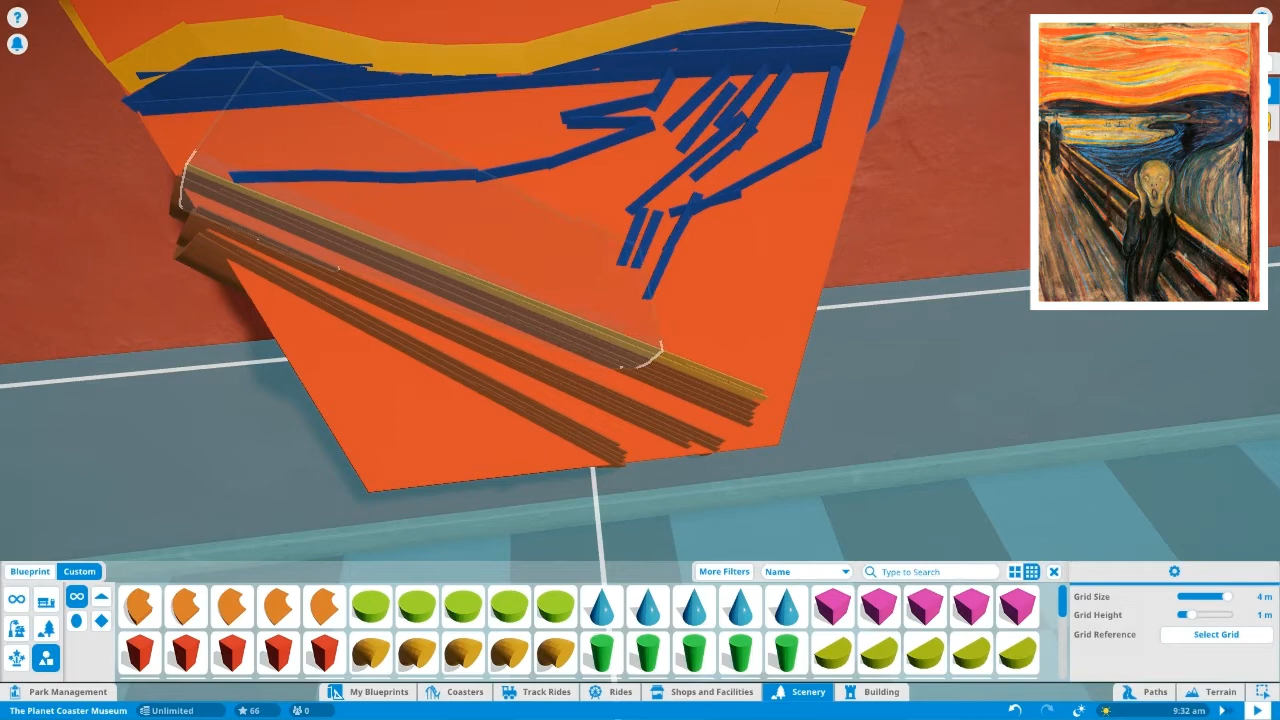 ?
Blueprint
Custom
More Filters
Name
Type to Search
Grid Size
4 m
Grid Height
1 m
Grid Reference
Select Grid
Park Management
My Blueprints
Coasters
Track Rides
Rides
Shops and Facilities
Scenery
Building
Paths
Terrain
The Planet Coaster Museum
Unlimited
66
0
9:32 am